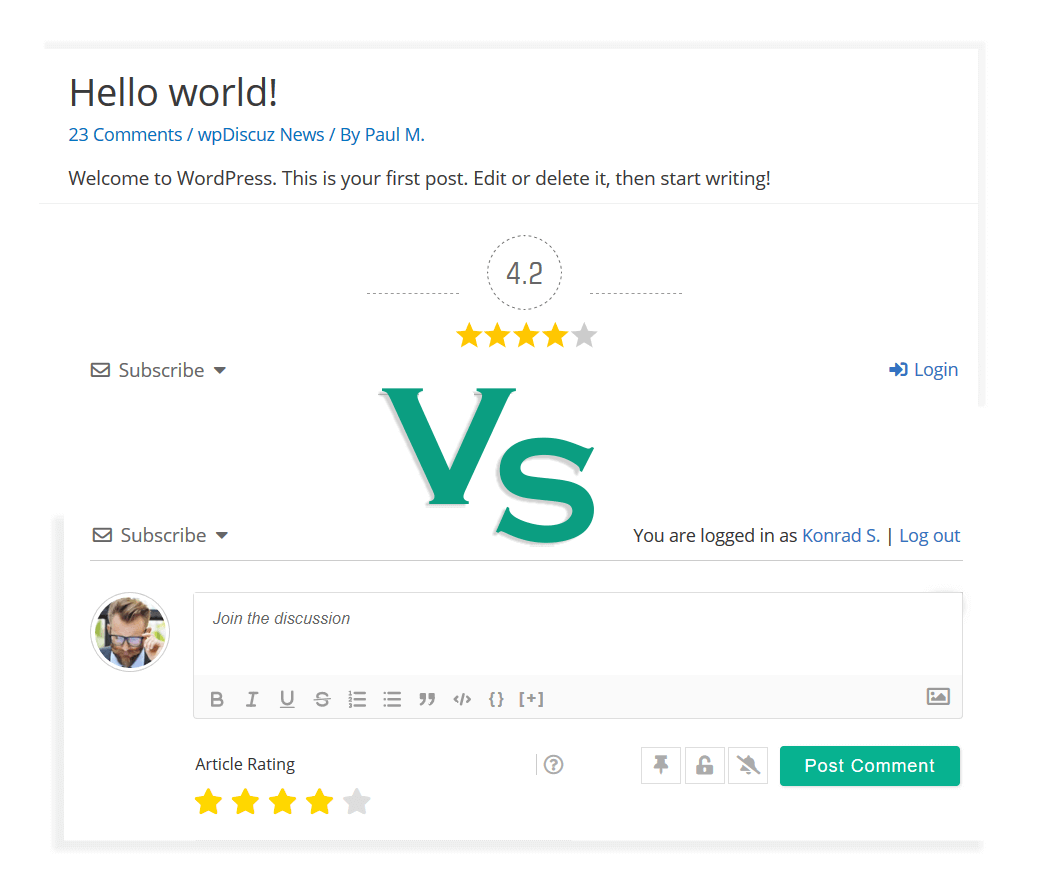 Hello world!
23 Comments / wpDiscuz News / By Paul M.
Welcome to WordPress. This is your first post. Edit or delete it, then start writing!
4.2
Subscribe
Login
Vs
Subscribe
You are logged in as Konrad S. | Log out
Join the discussion
B I U S </> {} [+]
Article Rating
Post Comment